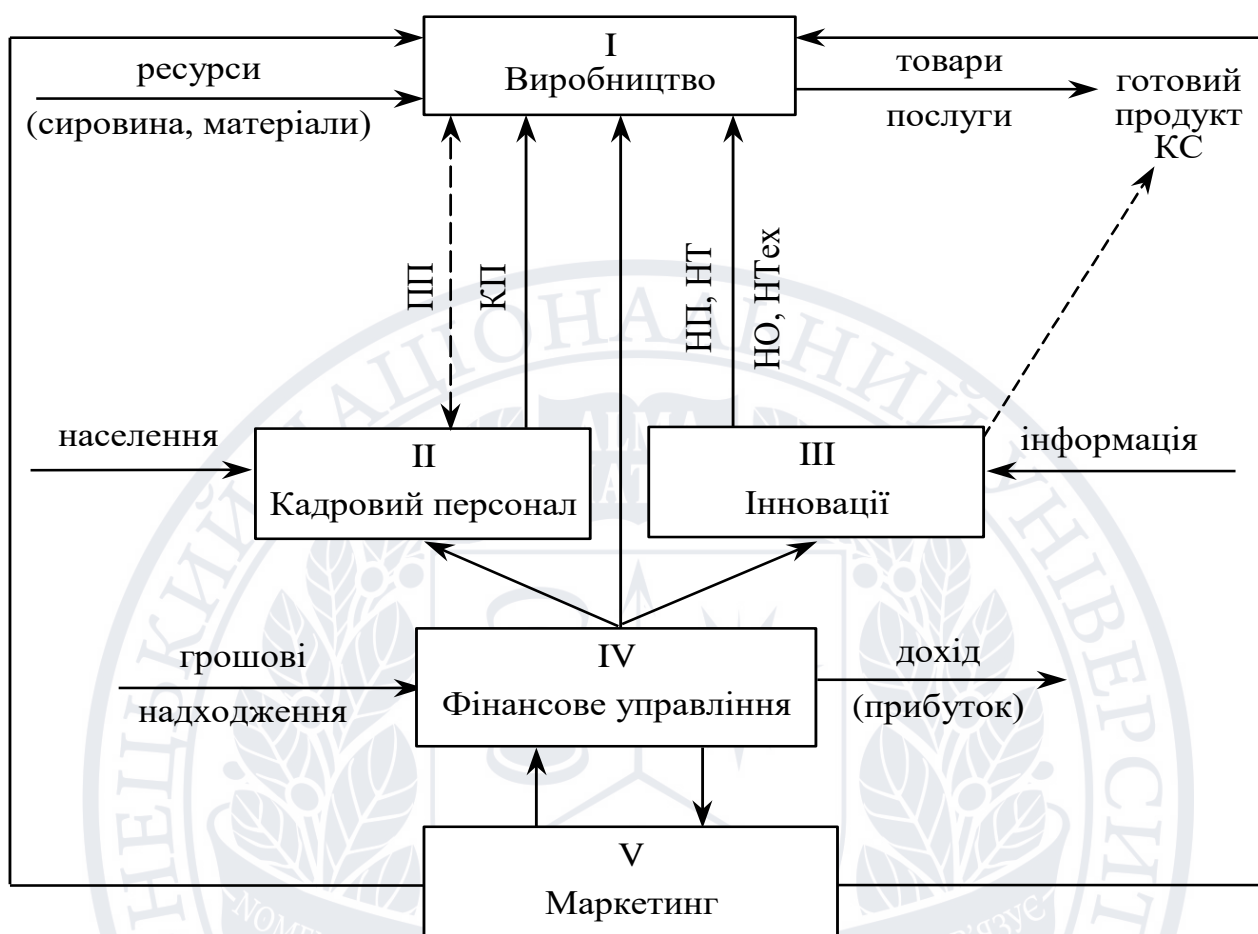 I
Виробництво
ресурси
(сировина, матеріали)
товари
послуги
готовий
продукт
КС
ПП
КП
НП, НТ
НО, НТех
населення
II
Кадровий персонал
III
Інновації
інформація
грошові
надходження
IV
Фінансове управління
дохід
(прибуток)
V
Маркетинг